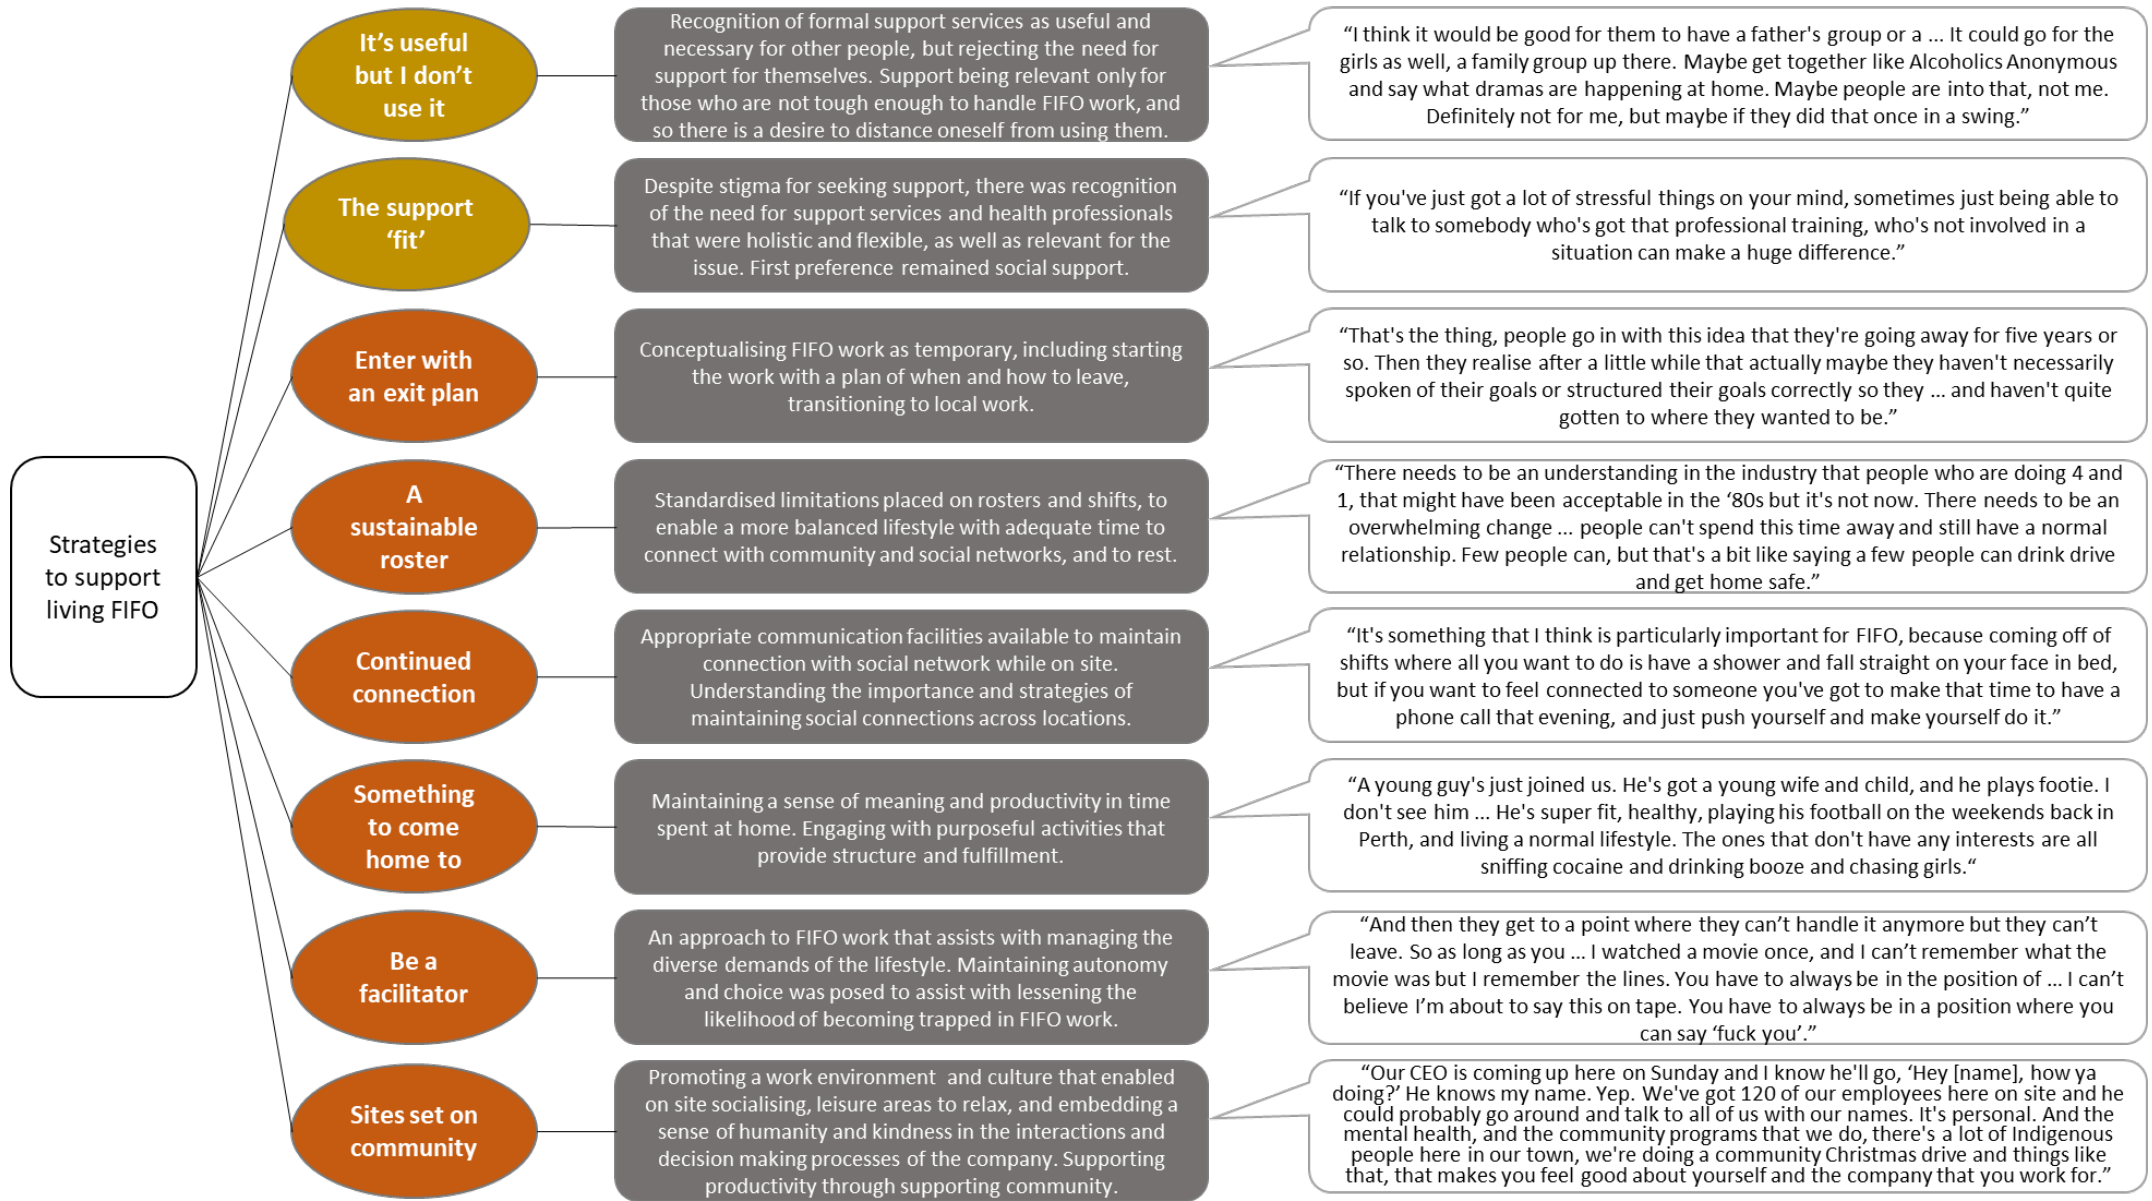 Strategies
to support
living FIFO
It’s useful
but I don’t
use it
Recognition of formal support services as useful and
necessary for other people, but rejecting the need for
support for themselves. Support being relevant only for
those who are not tough enough to handle FIFO work, and
so there is a desire to distance oneself from using them.
“I think it would be good for them to have a father's group or a ... It could go for the
girls as well, a family group up there. Maybe get together like Alcoholics Anonymous
and say what dramas are happening at home. Maybe people are into that, not me.
Definitely not for me, but maybe if they did that once in a swing.”
The support
‘fit’
Despite stigma for seeking support, there was recognition
of the need for support services and health professionals
that were holistic and flexible, as well as relevant for the
issue. First preference remained social support.
“If you've just got a lot of stressful things on your mind, sometimes just being able to
talk to somebody who's got that professional training, who's not involved in a
situation can make a huge difference.”
Enter with
an exit plan
Conceptualising FIFO work as temporary, including starting
the work with a plan of when and how to leave,
transitioning to local work.
“That's the thing, people go in with this idea that they're going away for five years or
so. Then they realise after a little while that actually maybe they haven't necessarily
spoken of their goals or structured their goals correctly so they ... and haven't quite
gotten to where they wanted to be.”
A
sustainable
roster
Standardised limitations placed on rosters and shifts, to
enable a more balanced lifestyle with adequate time to
connect with community and social networks, and to rest.
“There needs to be an understanding in the industry that people who are doing 4 and
1, that might have been acceptable in the ‘80s but it's not now. There needs to be an
overwhelming change ... people can't spend this time away and still have a normal
relationship. Few people can, but that's a bit like saying a few people can drink drive
and get home safe.”
Continued
connection
Appropriate communication facilities available to maintain
connection with social network while on site.
Understanding the importance and strategies of
maintaining social connections across locations.
“It's something that I think is particularly important for FIFO, because coming off of
shifts where all you want to do is have a shower and fall straight on your face in bed,
but if you want to feel connected to someone you've got to make that time to have a
phone call that evening, and just push yourself and make yourself do it.”
Something
to come
home to
Maintaining a sense of meaning and productivity in time
spent at home. Engaging with purposeful activities that
provide structure and fulfillment.
“A young guy's just joined us. He's got a young wife and child, and he plays footie. I
don't see him ... He's super fit, healthy, playing his football on the weekends back in
Perth, and living a normal lifestyle. The ones that don't have any interests are all
sniffing cocaine and drinking booze and chasing girls.“
Be a
facilitator
An approach to FIFO work that assists with managing the
diverse demands of the lifestyle. Maintaining autonomy
and choice was posed to assist with lessening the
likelihood of becoming trapped in FIFO work.
“And then they get to a point where they can’t handle it anymore but they can’t
leave. So as long as you ... I watched a movie once, and I can’t remember what the
movie was but I remember the lines. You have to always be in the position of ... I can’t
believe I’m about to say this on tape. You have to always be in a position where you
can say ‘fuck you’.”
Sites set on
community
Promoting a work environment and culture that enabled
on site socialising, leisure areas to relax, and embedding a
sense of humanity and kindness in the interactions and
decision making processes of the company. Supporting
productivity through supporting community.
“Our CEO is coming up here on Sunday and I know he'll go, ‘Hey [name], how ya
doing?’ He knows my name. Yep. We've got 120 of our employees here on site and he
could probably go around and talk to all of us with our names. It's personal. And the
mental health, and the community programs that we do, there's a lot of Indigenous
people here in our town, we're doing a community Christmas drive and things like
that, that makes you feel good about yourself and the company that you work for.”